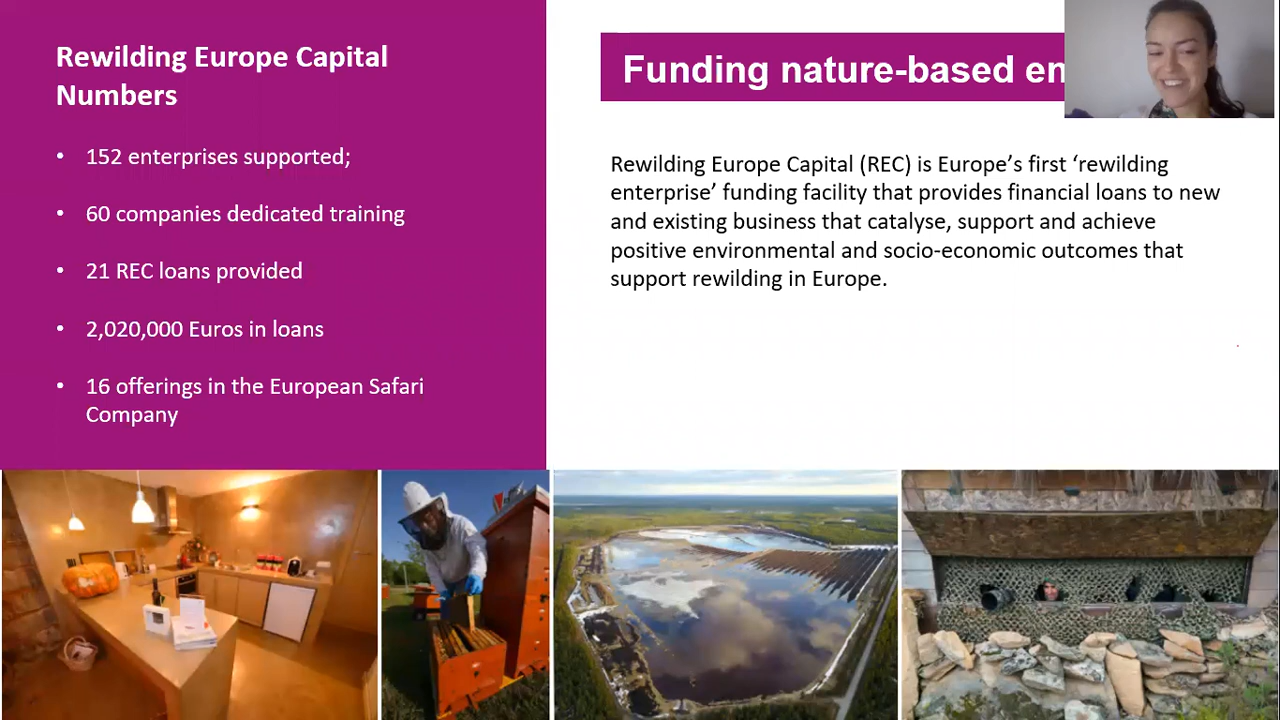 Rewilding Europe Capital
Numbers
• 152 enterprises supported;
• 60 companies dedicated training
• 21 REC loans provided
• 2,020,000 Euros in loans
• 16 offerings in the European Safari
Company
Funding nature-based
Rewilding Europe Capital (REC) is Europe’s first ‘rewilding
enterprise’ funding facility that provides financial loans to new
and existing business that catalyse, support and achieve
positive environmental and socio-economic outcomes that
support rewilding in Europe.